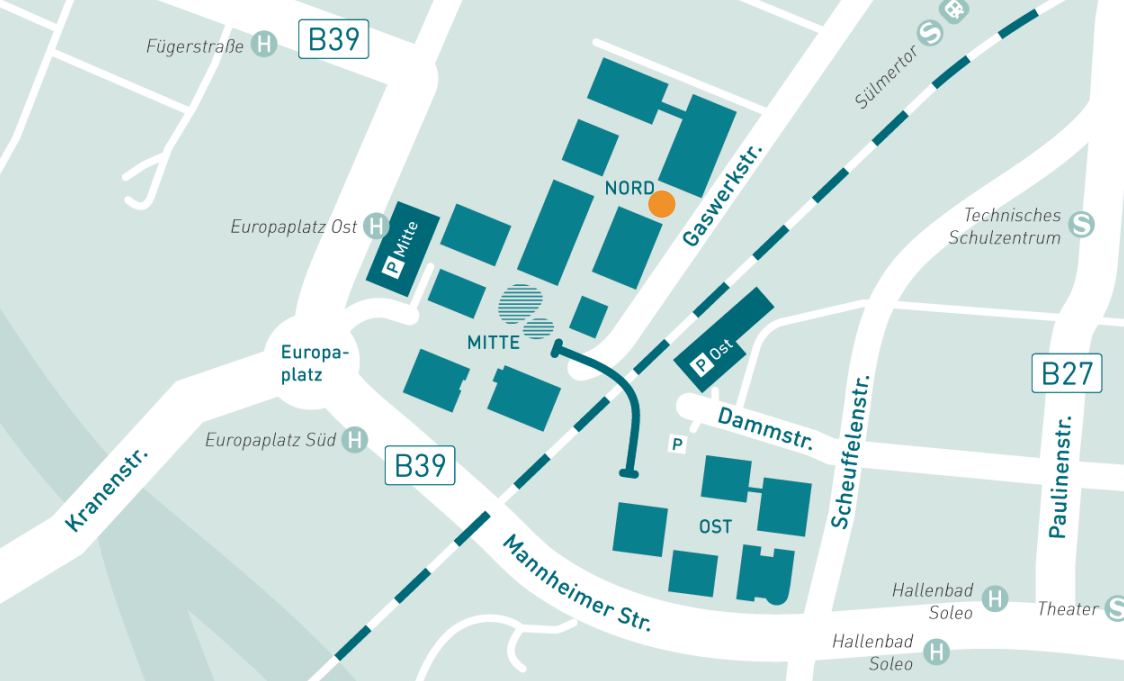 Fügerstraße H
B39
S
Sülmertor
NORD
Gaswerkstr.
Europaplatz Ost H
P Mitte
Technisches
Schulzentrum
S
MITTE
Europa-
platz
P Ost
B27
Dammstr.
Europaplatz Süd H
P
B39
Kranenstr.
Scheuffelenstr.
Paulinenstr.
OST
Mannheimer Str.
Hallenbad
Soleo
H
Theater S
Hallenbad
Soleo
H